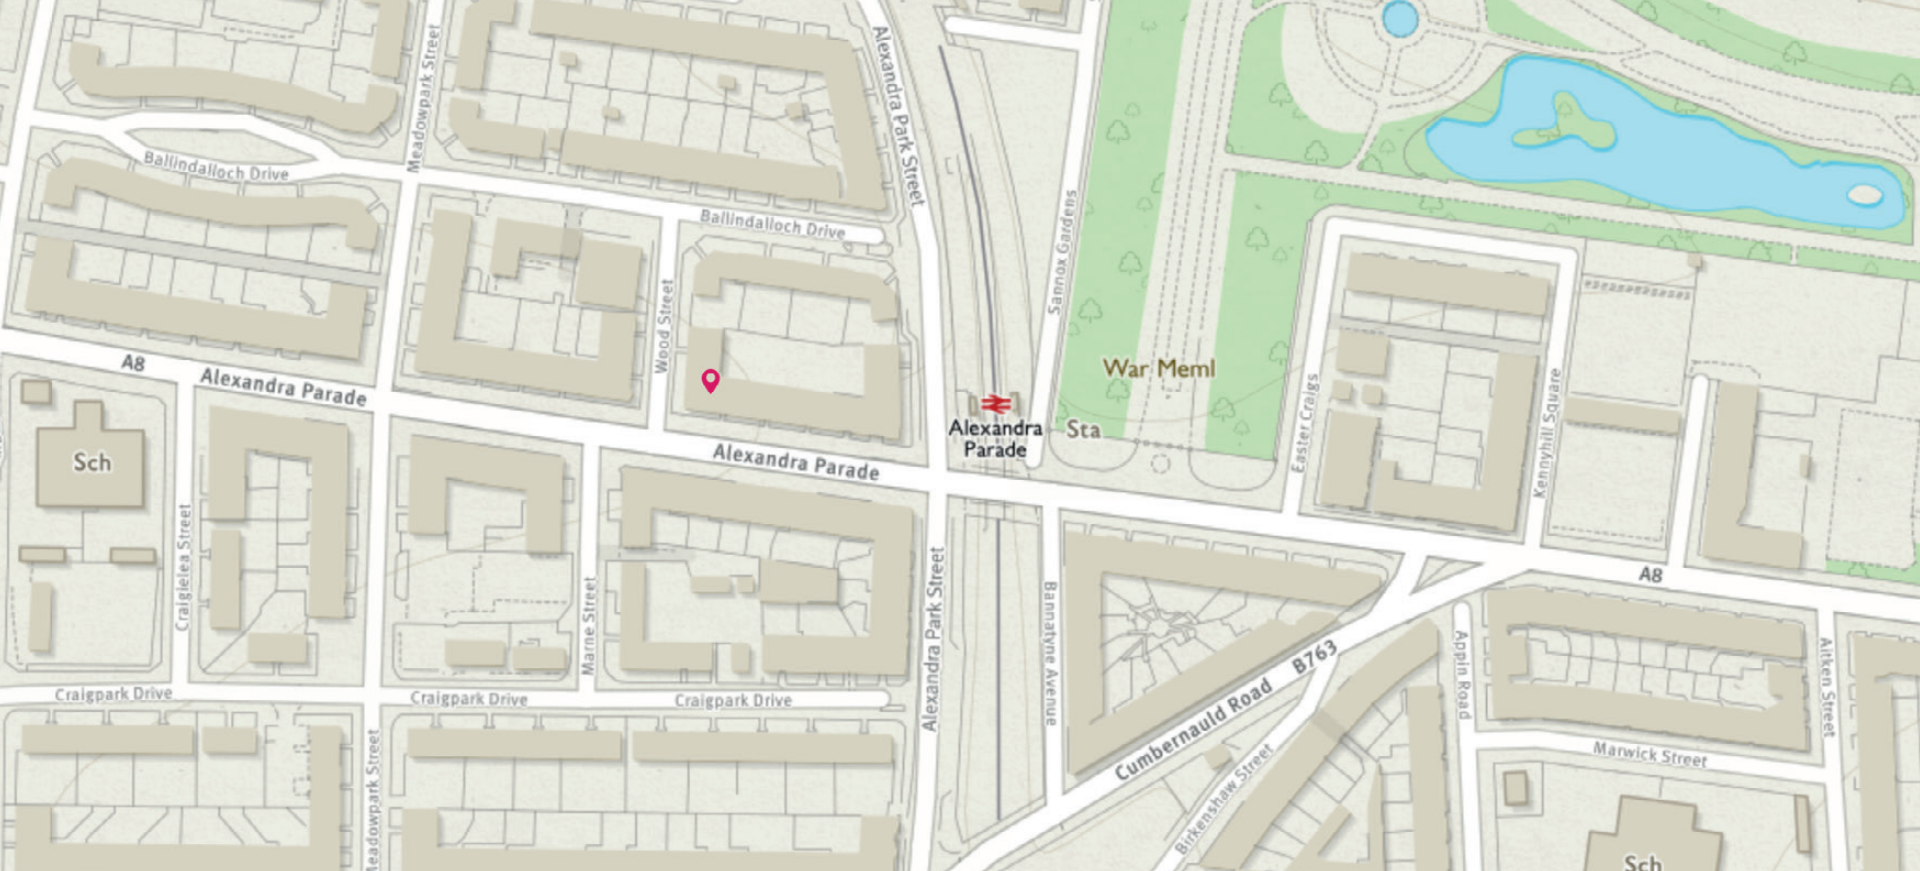 Meadowpark Street
Alexandra Park Street
Ballindalloch Drive
Ballindalloch Drive
Sannox Gardens
Wood Street
A8
Alexandra Parade
War Meml
Easter Craigs
Kennyhill Square
Alexandra
Parade
Sta
Sch
Alexandra Parade
Craigielea Street
Marne Street
Alexandra Park Street
Bannatyne Avenue
A8
B763
Cumbernauld Road
Appin Road
Aitken Street
Craigpark Drive
Craigpark Drive
Craigpark Drive
Meadowpark Street
Birkenshaw Street
Marwick Street
Sch